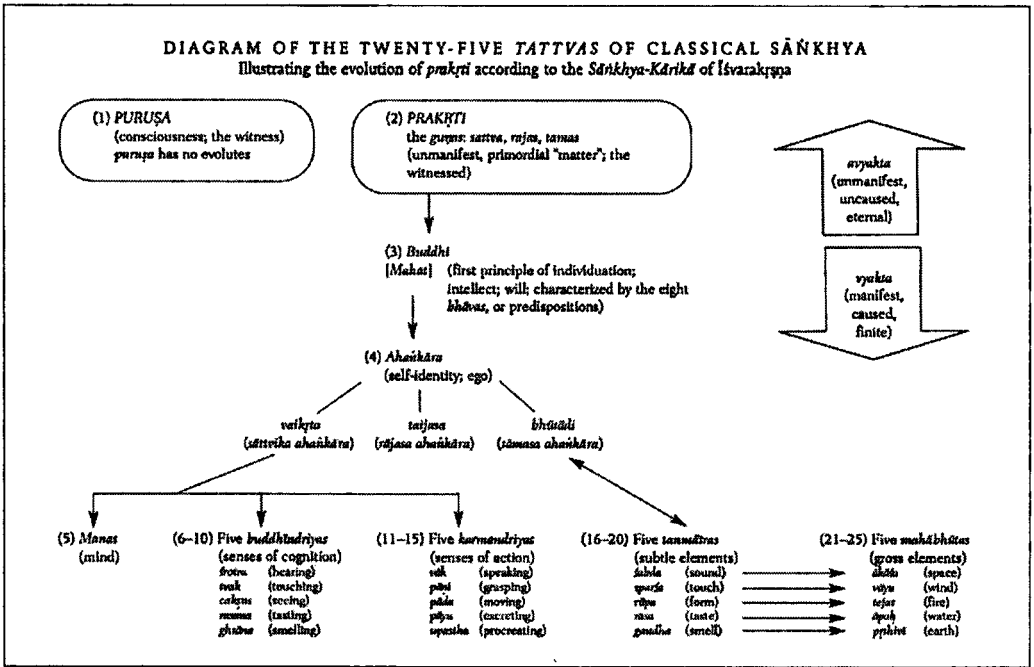 DIAGRAM OF THE TWENTY-FIVE TATTVAS OF CLASSICAL SĀṄKHYA
Illustrating the evolution of prakṛti according to the Sāṅkhya-Kārikā of Īśvarakṛṣṇa
(1) PURUṢA
(consciousness; the witness)
puruṣa has no evolutes
(2) PRAKṚTI
the guṇas: sattva, rajas, tamas
(unmanifest, primordial "matter"; the
witnessed)
avyakta
(unmanifest,
uncaused,
eternal)
vyakta
(manifest,
caused,
finite)
(3) Buddhi
[Mahat] (first principle of individuation;
intellect; will; characterized by the eight
bhāvas, or predispositions)
(4) Ahaṅkāra
(self-identity; ego)
vaikṛta
(sāttvika ahaṅkāra)
taijasa
(rājasa ahaṅkāra)
bhūtādi
(tāmasa ahaṅkāra)
(5) Manas
(mind)
(6–10) Five buddhīndriyas
(senses of cognition)
śrotra (hearing)
tvak (touching)
cakṣus (seeing)
rasana (tasting)
ghrāṇa (smelling)
(11–15) Five karmendriyas
(senses of action)
vāk (speaking)
pāṇi (grasping)
pāda (moving)
pāyu (excreting)
upastha (procreating)
(16–20) Five tanmātras
(subtle elements)
śabda (sound)
sparśa (touch)
rūpa (form)
rasa (taste)
gandha (smell)
(21–25) Five mahābhūtas
(gross elements)
ākāśa (space)
vāyu (wind)
tejas (fire)
āpaḥ (water)
pṛthivī (earth)